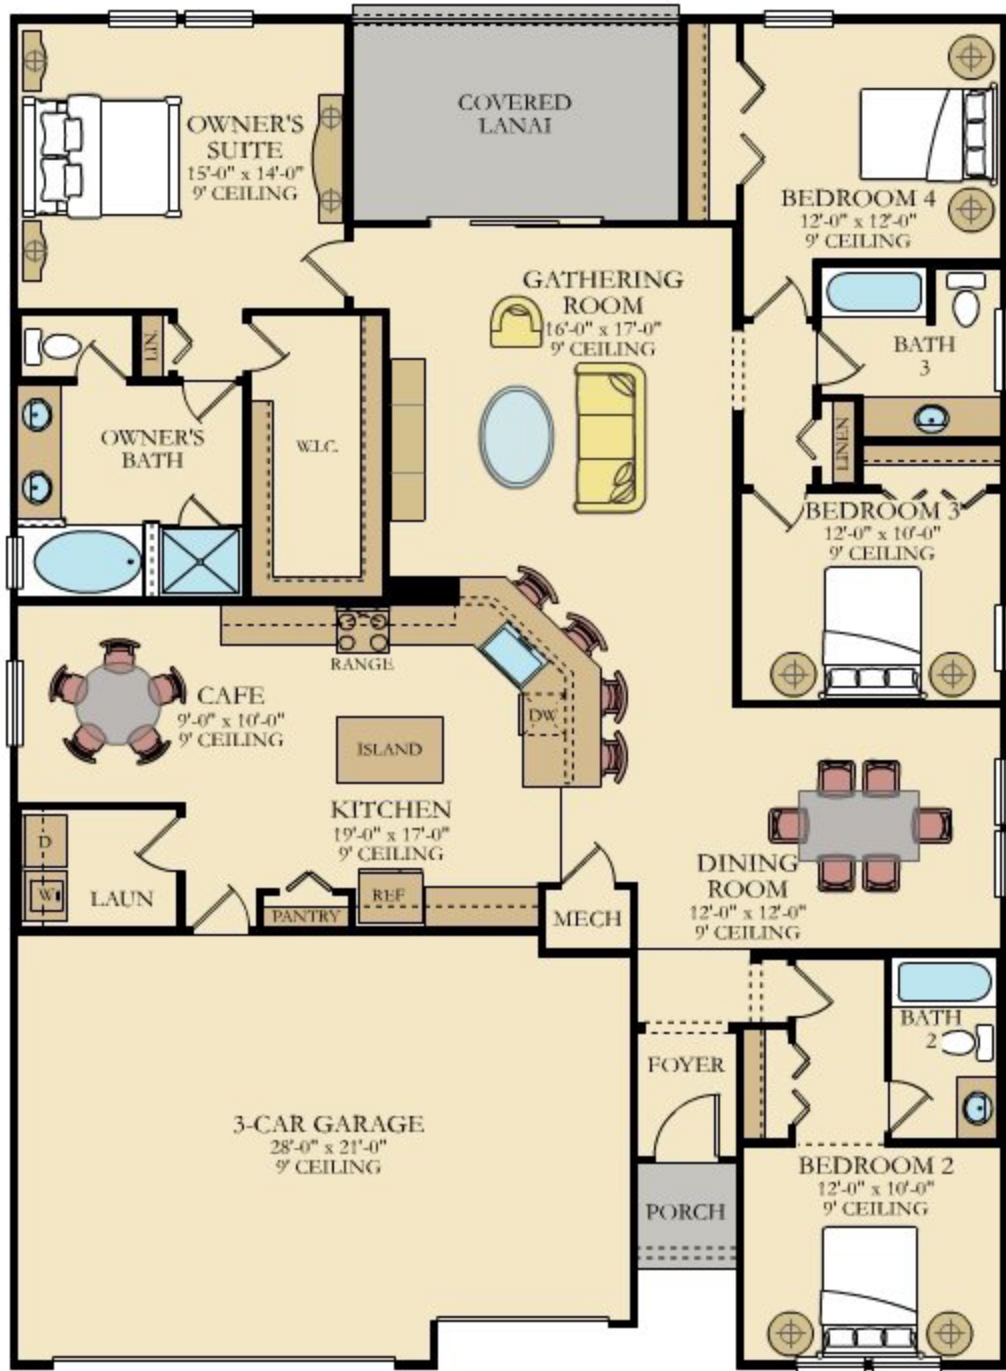 COVERED
LANAI
OWNER'S
SUITE
15'-0" x 14'-0"
9' CEILING
BEDROOM 4
12'-0" x 12'-0"
9' CEILING
GATHERING
ROOM
16'-0" x 17'-0"
9' CEILING
LIN.
BATH
3
OWNER'S
BATH
W.I.C.
LINEN
BEDROOM 3
12'-0" x 10'-0"
9' CEILING
RANGE
CAFE
9'-0" x 10'-0"
9' CEILING
DW
ISLAND
KITCHEN
19'-0" x 17'-0"
9' CEILING
D
W
LAUN
PANTRY
REF
MECH
DINING
ROOM
12'-0" x 12'-0"
9' CEILING
BATH
2
FOYER
3-CAR GARAGE
28'-0" x 21'-0"
9' CEILING
BEDROOM 2
12'-0" x 10'-0"
9' CEILING
PORCH